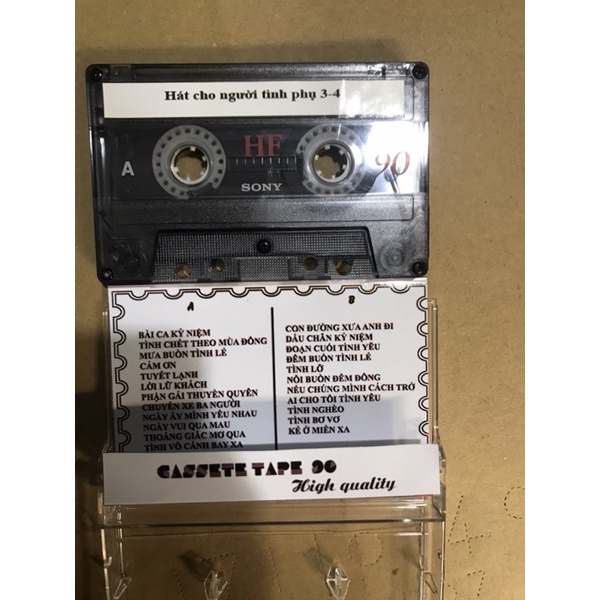 Hát cho người tình phụ 3-4
HF
A
90
SONY
A
BÀI CA KỶ NIỆM
TÌNH CHẾT THEO MÙA ĐÔNG
MƯA BUỒN TỈNH LẺ
CẢM ƠN
TUYẾT LẠNH
LỜI LỮ KHÁCH
PHẬN GÁI THUYỀN QUYÊN
CHUYẾN XE BA NGƯỜI
NGÀY ẤY MÌNH YÊU NHAU
NGÀY VUI QUA MAU
THOÁNG GIẤC MƠ QUA
TÌNH VÕ CÁNH BAY XA
B
CON ĐƯỜNG XƯA ANH ĐI
DẤU CHÂN KỶ NIỆM
ĐOẠN CUỐI TÌNH YÊU
ĐÊM BUỒN TỈNH LẺ
TÌNH LỠ
NỖI BUỒN ĐÊM ĐÔNG
NẾU CHÚNG MÌNH CÁCH TRỞ
AI CHO TÔI TÌNH YÊU
TÌNH NGHÈO
TÌNH BƠ VƠ
KẺ Ở MIỀN XA
CASSETE TAPE 90
High quality